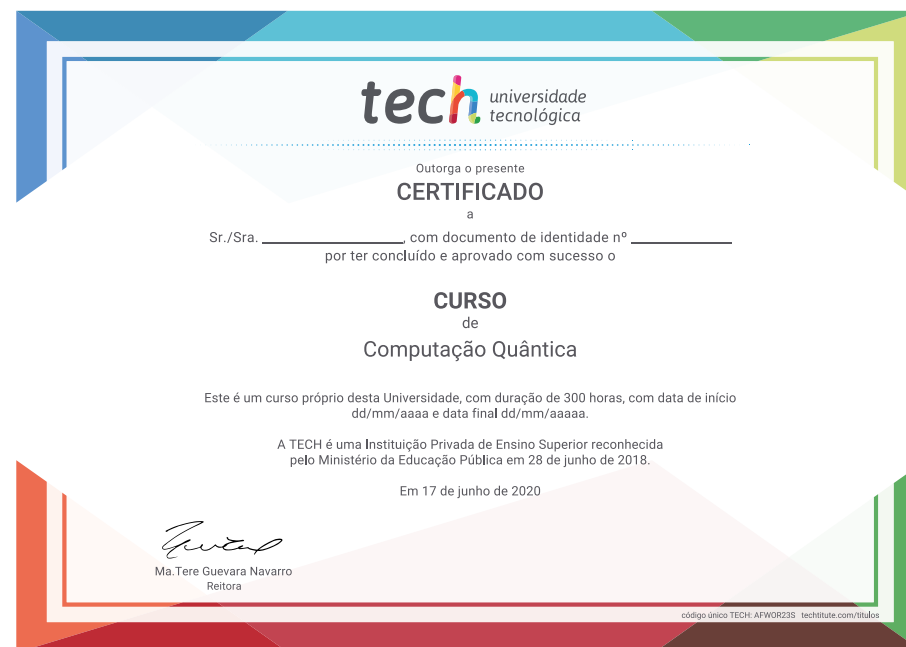 tech universidade
tecnológica
Outorga o presente
CERTIFICADO
a
Sr./Sra. ________________, com documento de identidade nº ____________
por ter concluído e aprovado com sucesso o
CURSO
de
Computação Quântica
Este é um curso próprio desta Universidade, com duração de 300 horas, com data de início
dd/mm/aaaa e data final dd/mm/aaaaa.
A TECH é uma Instituição Privada de Ensino Superior reconhecida
pelo Ministério da Educação Pública em 28 de junho de 2018.
Em 17 de junho de 2020
Ma.Tere Guevara Navarro
Reitora
código único TECH: AFWOR23S techtitute.com/títulos